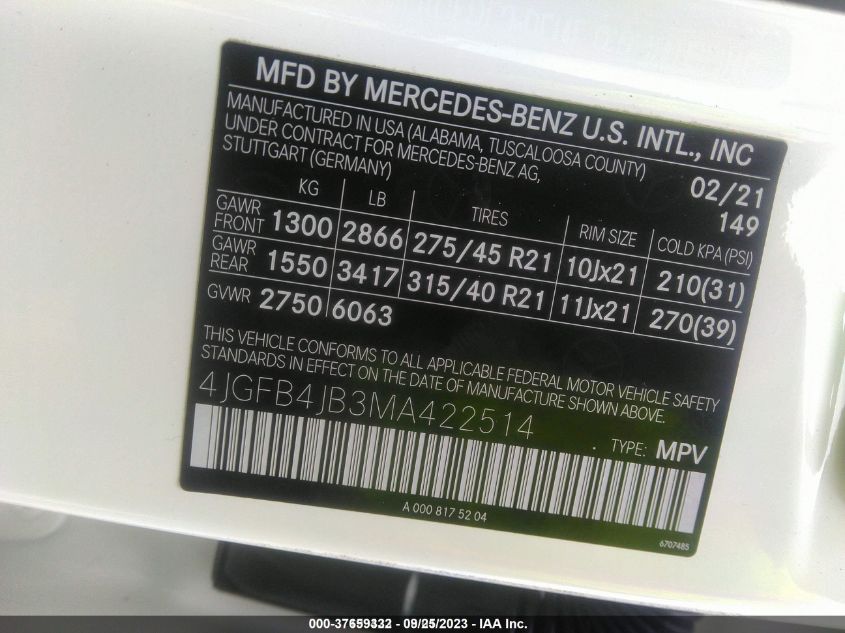 MFD BY MERCEDES-BENZ U.S. INTL., INC
MANUFACTURED IN USA (ALABAMA, TUSCALOOSA COUNTY)
UNDER CONTRACT FOR MERCEDES-BENZ AG,
STUTTGART (GERMANY)
02/21
149
KG LB TIRES RIM SIZE COLD KPA (PSI)
GAWR FRONT 1300 2866 275/45 R21 10Jx21 210(31)
GAWR REAR 1550 3417 315/40 R21 11Jx21 270(39)
GVWR 2750 6063
THIS VEHICLE CONFORMS TO ALL APPLICABLE FEDERAL MOTOR VEHICLE SAFETY
STANDARDS IN EFFECT ON THE DATE OF MANUFACTURE SHOWN ABOVE.
4JGFB4JB3MA422514
TYPE: MPV
A 000 817 52 04
6707485
000-37659332 - 09/25/2023 - IAA Inc.